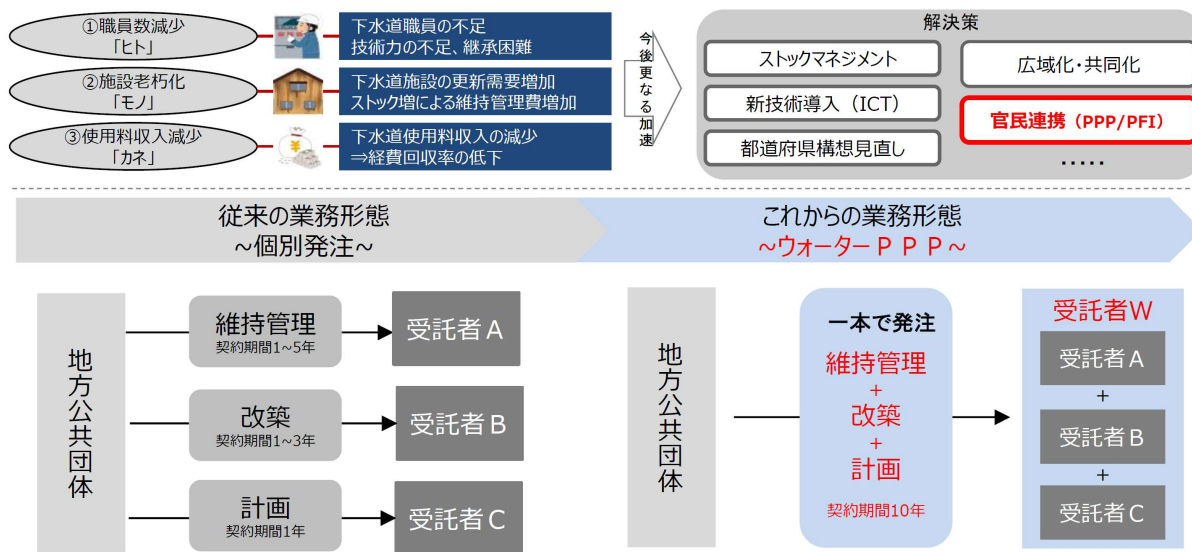 ①職員数減少
「ヒト」
下水道職員の不足
技術力の不足、継承困難
②施設老朽化
「モノ」
下水道施設の更新需要増加
ストック増による維持管理費増加
③使用料収入減少
「カネ」
¥
下水道使用料収入の減少
⇒経費回収率の低下
今後更なる加速
解決策
ストックマネジメント
新技術導入（ICT）
都道府県構想見直し
広域化・共同化
官民連携（PPP/PFI）
・・・・・
従来の業務形態
~個別発注~
これからの業務形態
~ウォーターＰＰＰ~
地方公共団体
維持管理
契約期間1~5年
受託者Ａ
改築
契約期間1~3年
受託者Ｂ
計画
契約期間1年
受託者Ｃ
地方公共団体
一本で発注
維持管理
+
改築
+
計画
契約期間10年
受託者Ｗ
受託者Ａ
+
受託者Ｂ
+
受託者Ｃ